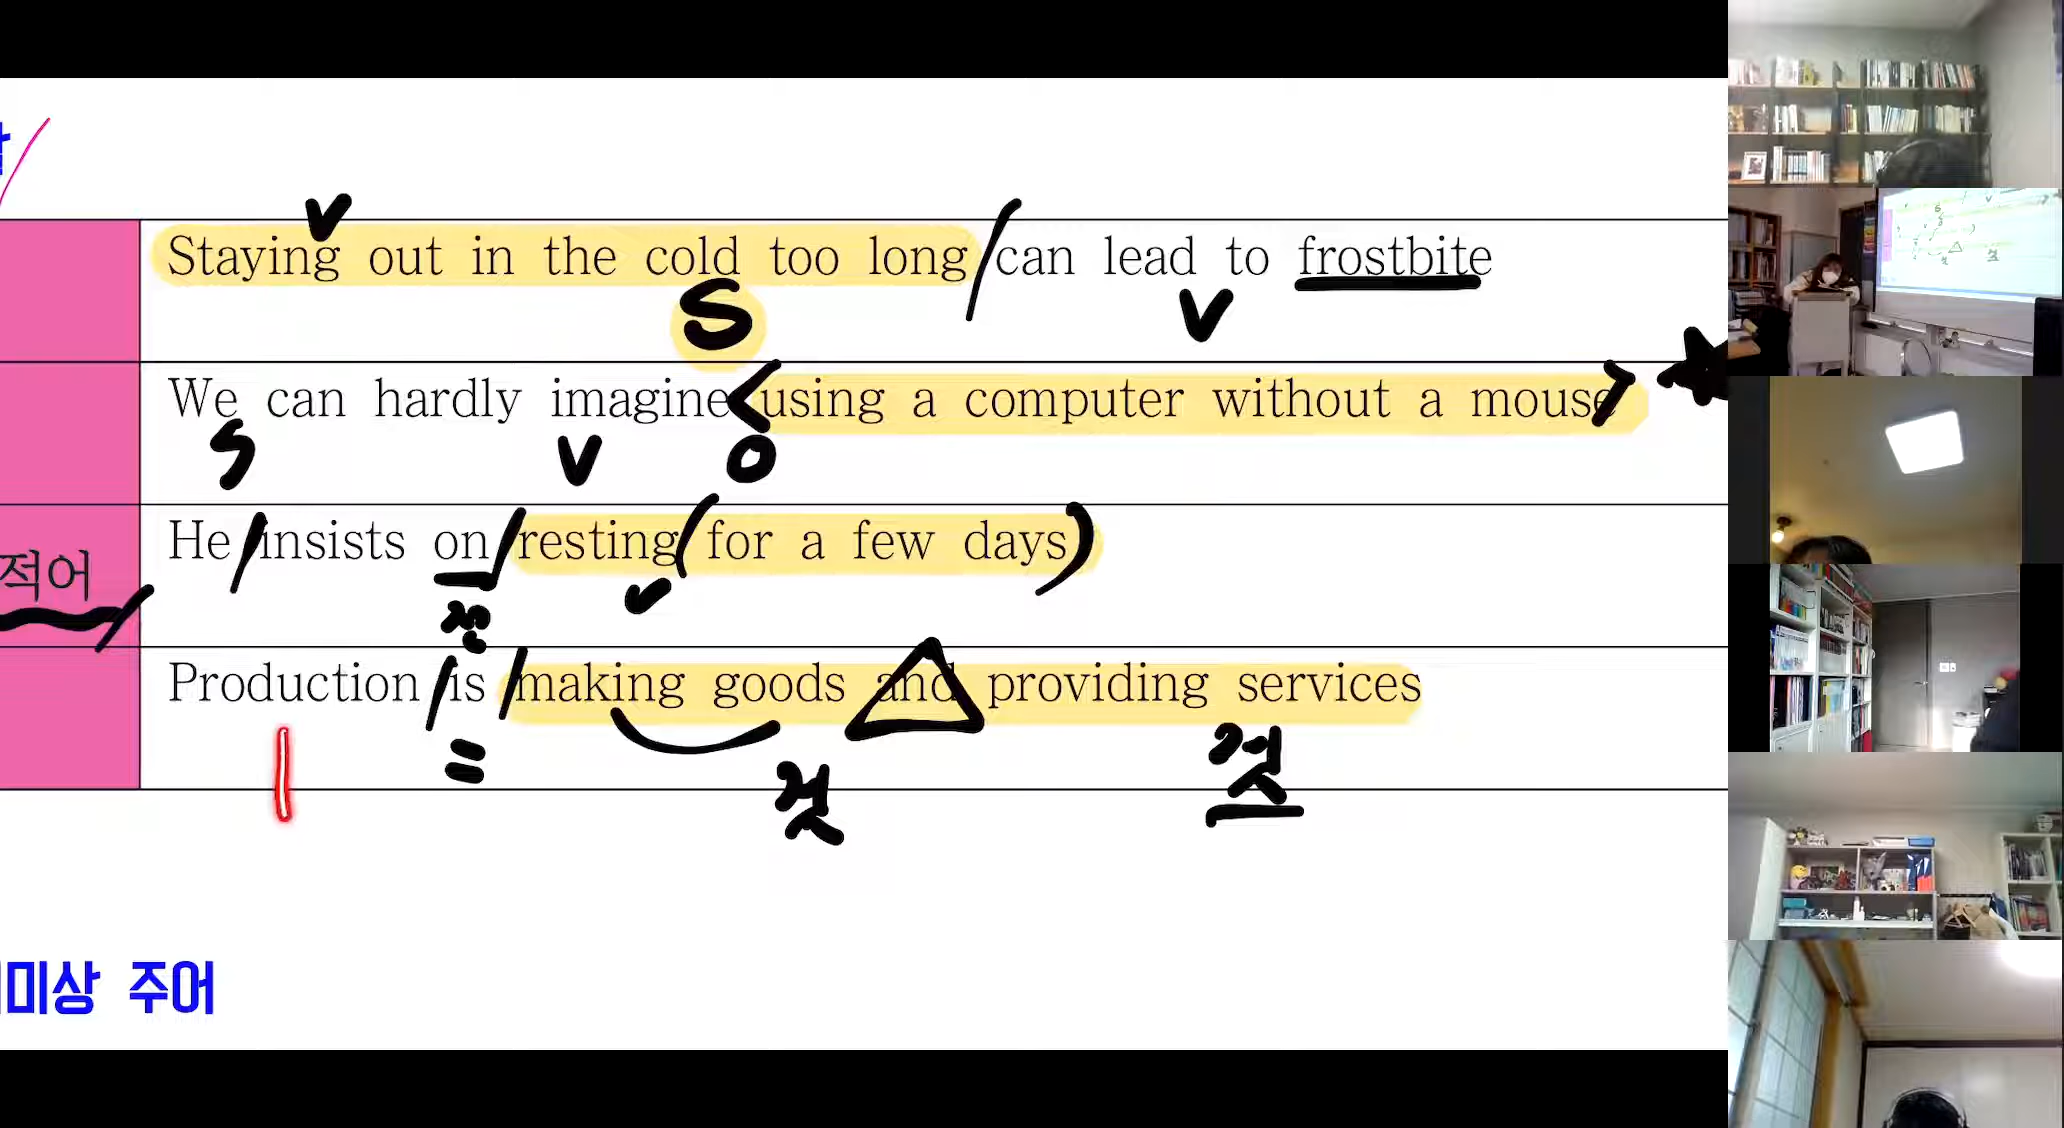 V
Staying out in the cold too long / can lead to frostbite
S V
We can hardly imagine <using a computer without a mouse>
S V O
He / insists on / resting (for a few days)
적어
전
Production / is / making goods and providing services
=
것 것
미상 주어